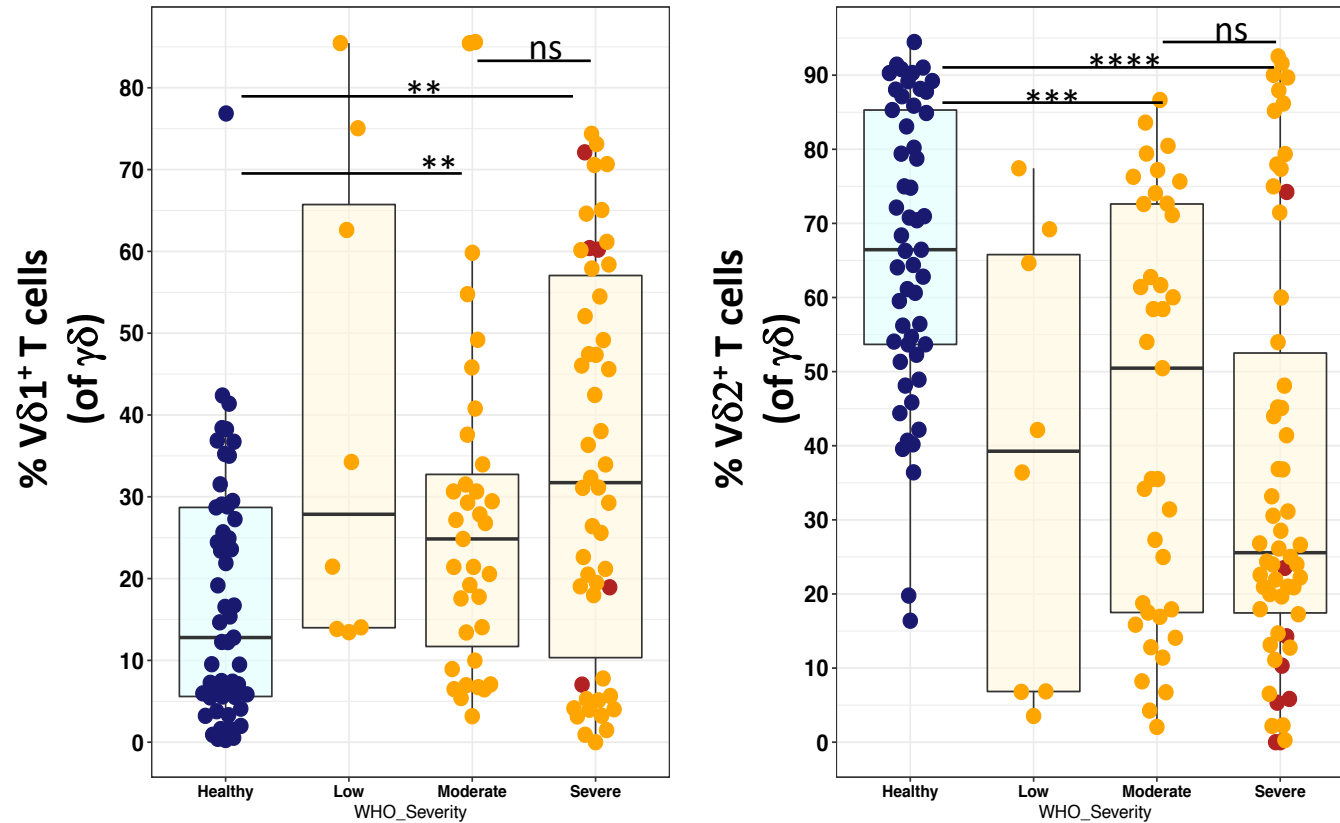 % Vδ1⁺ T cells
(of γδ)
80
70
60
50
40
30
20
10
0
ns
**
**
Healthy Low Moderate Severe
WHO_Severity
% Vδ2⁺ T cells
(of γδ)
90
80
70
60
50
40
30
20
10
0
ns
****
***
Healthy Low Moderate Severe
WHO_Severity